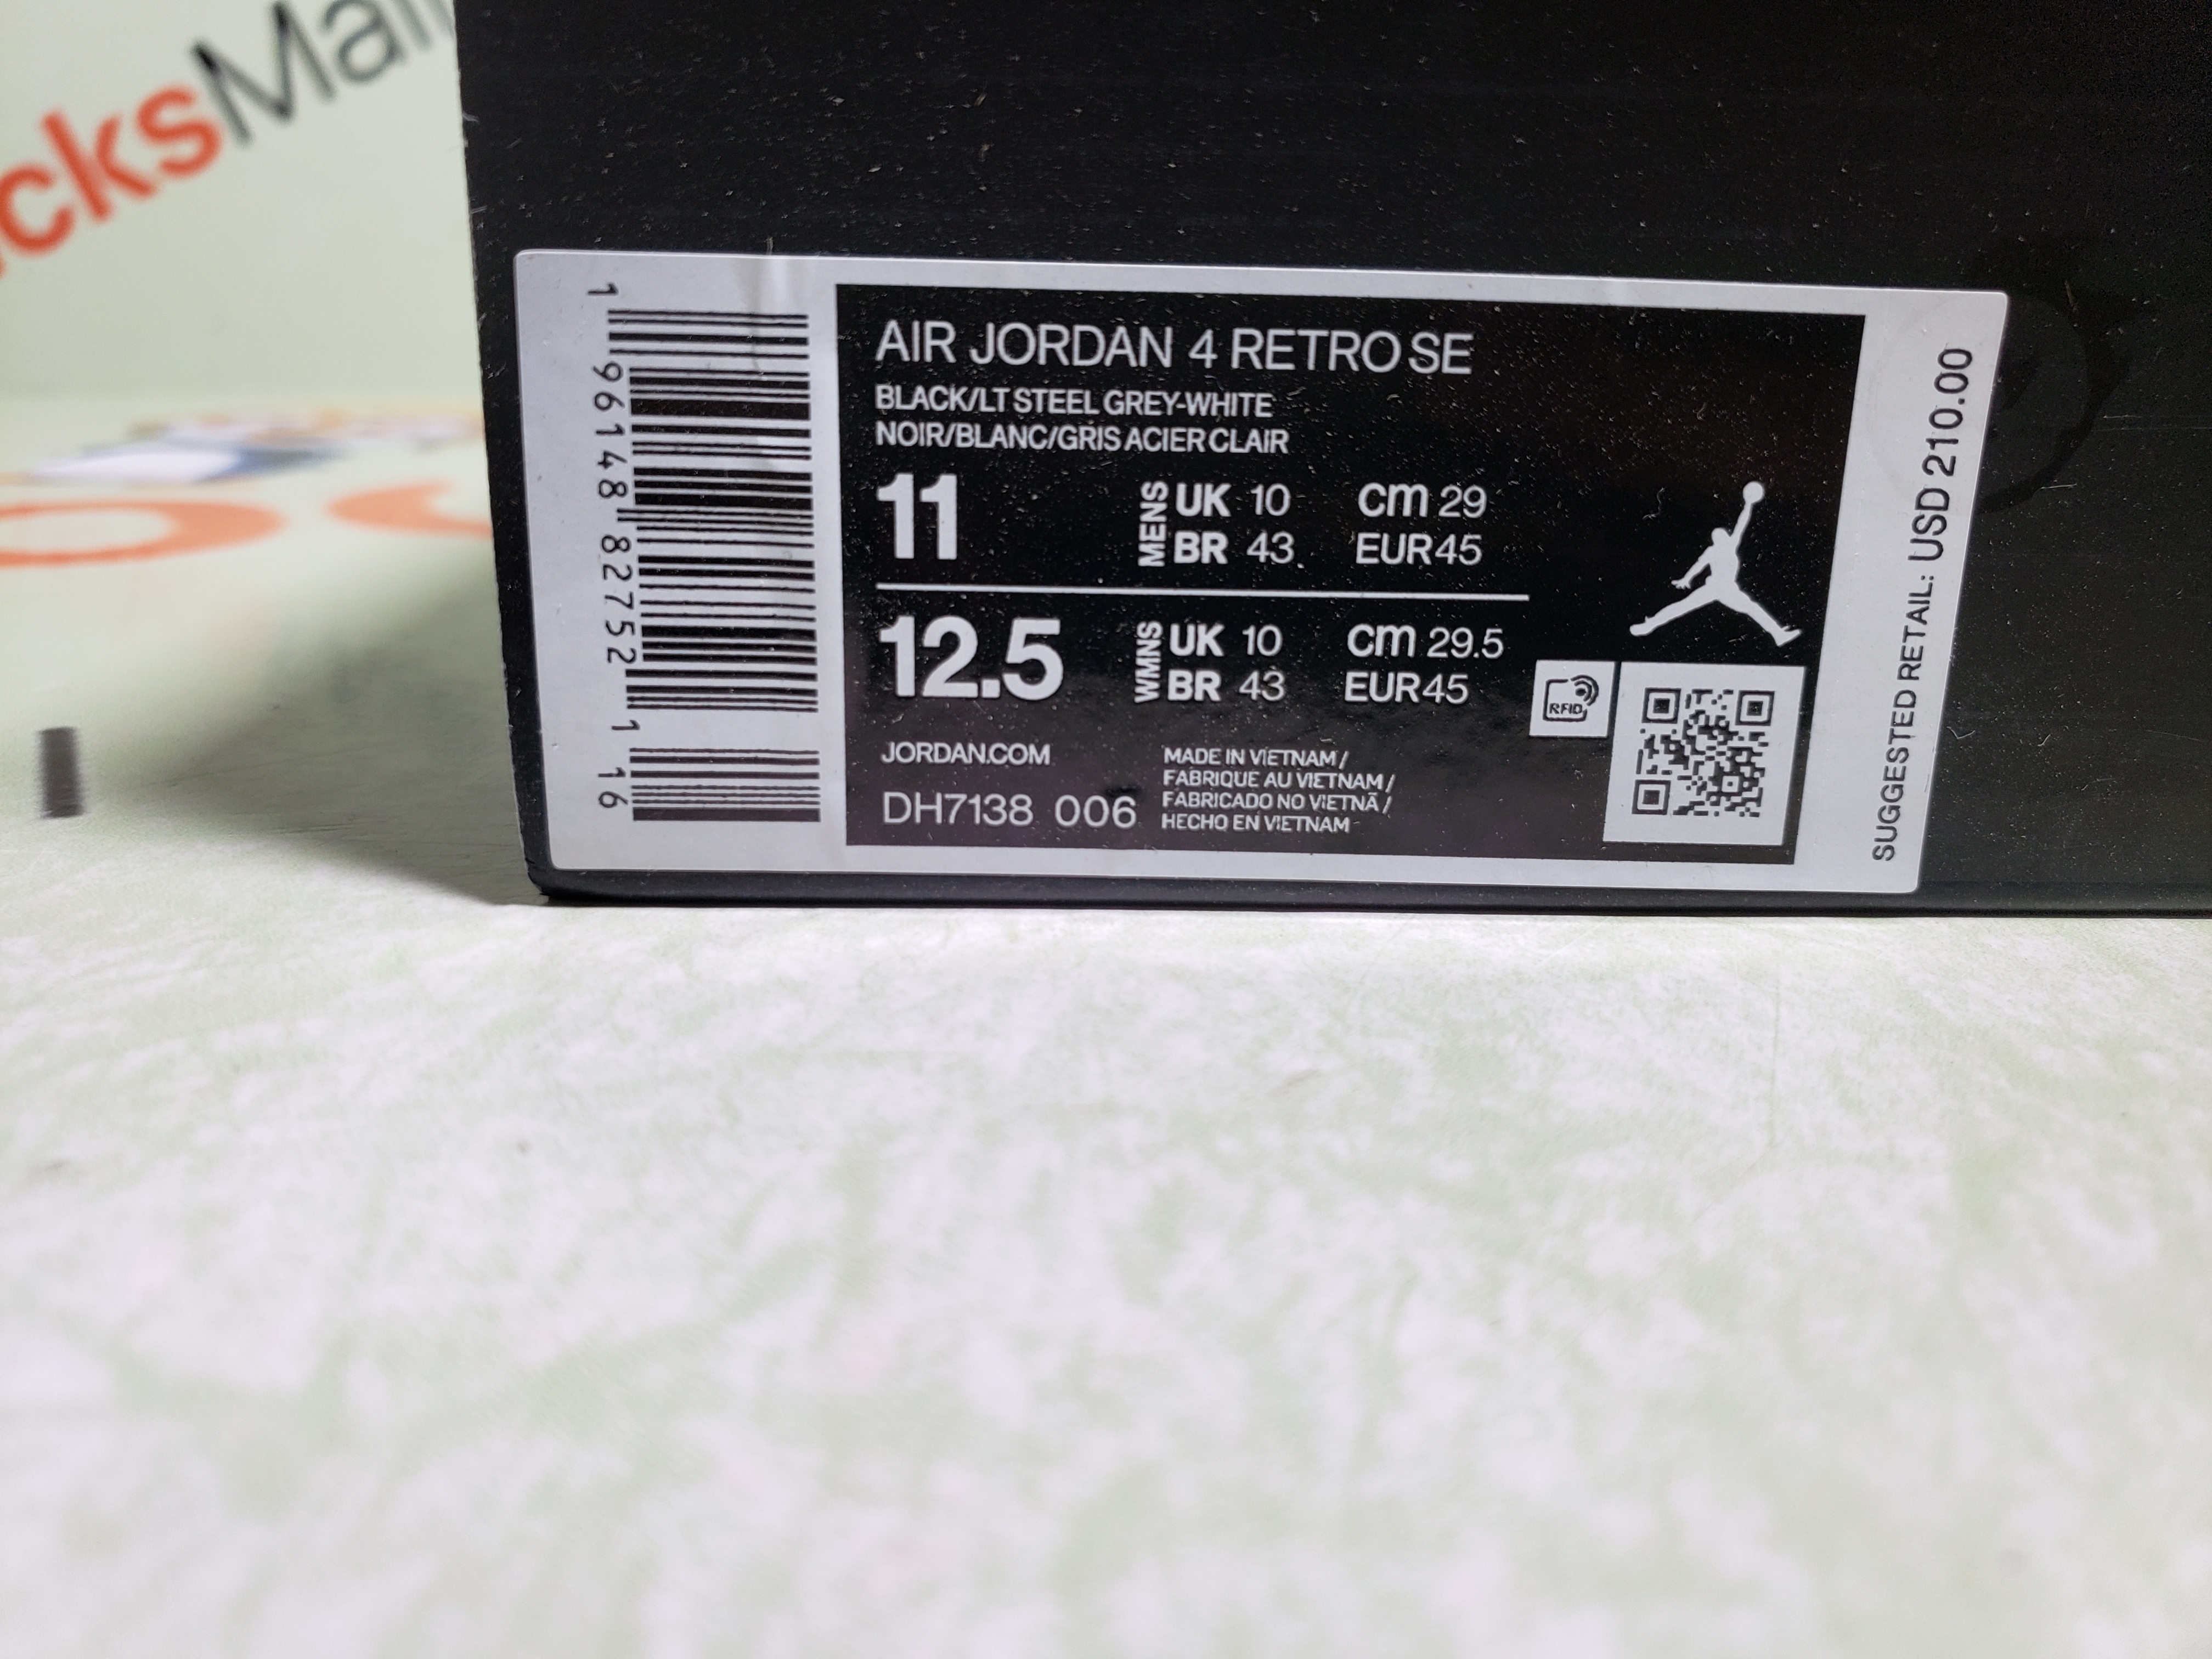 cksMall
AIR JORDAN 4 RETRO SE
BLACK/LT STEEL GREY-WHITE
NOIR/BLANC/GRIS ACIER CLAIR
11 MENS UK 10 cm 29
BR 43 EUR 45
12.5 WMNS UK 10 cm 29.5
BR 43 EUR 45
RFID
JORDAN.COM
DH7138 006
MADE IN VIETNAM /
FABRIQUE AU VIETNAM /
FABRICADO NO VIETNÃ /
HECHO EN VIETNAM
1 96148 82752 1 16
SUGGESTED RETAIL: USD 210.00